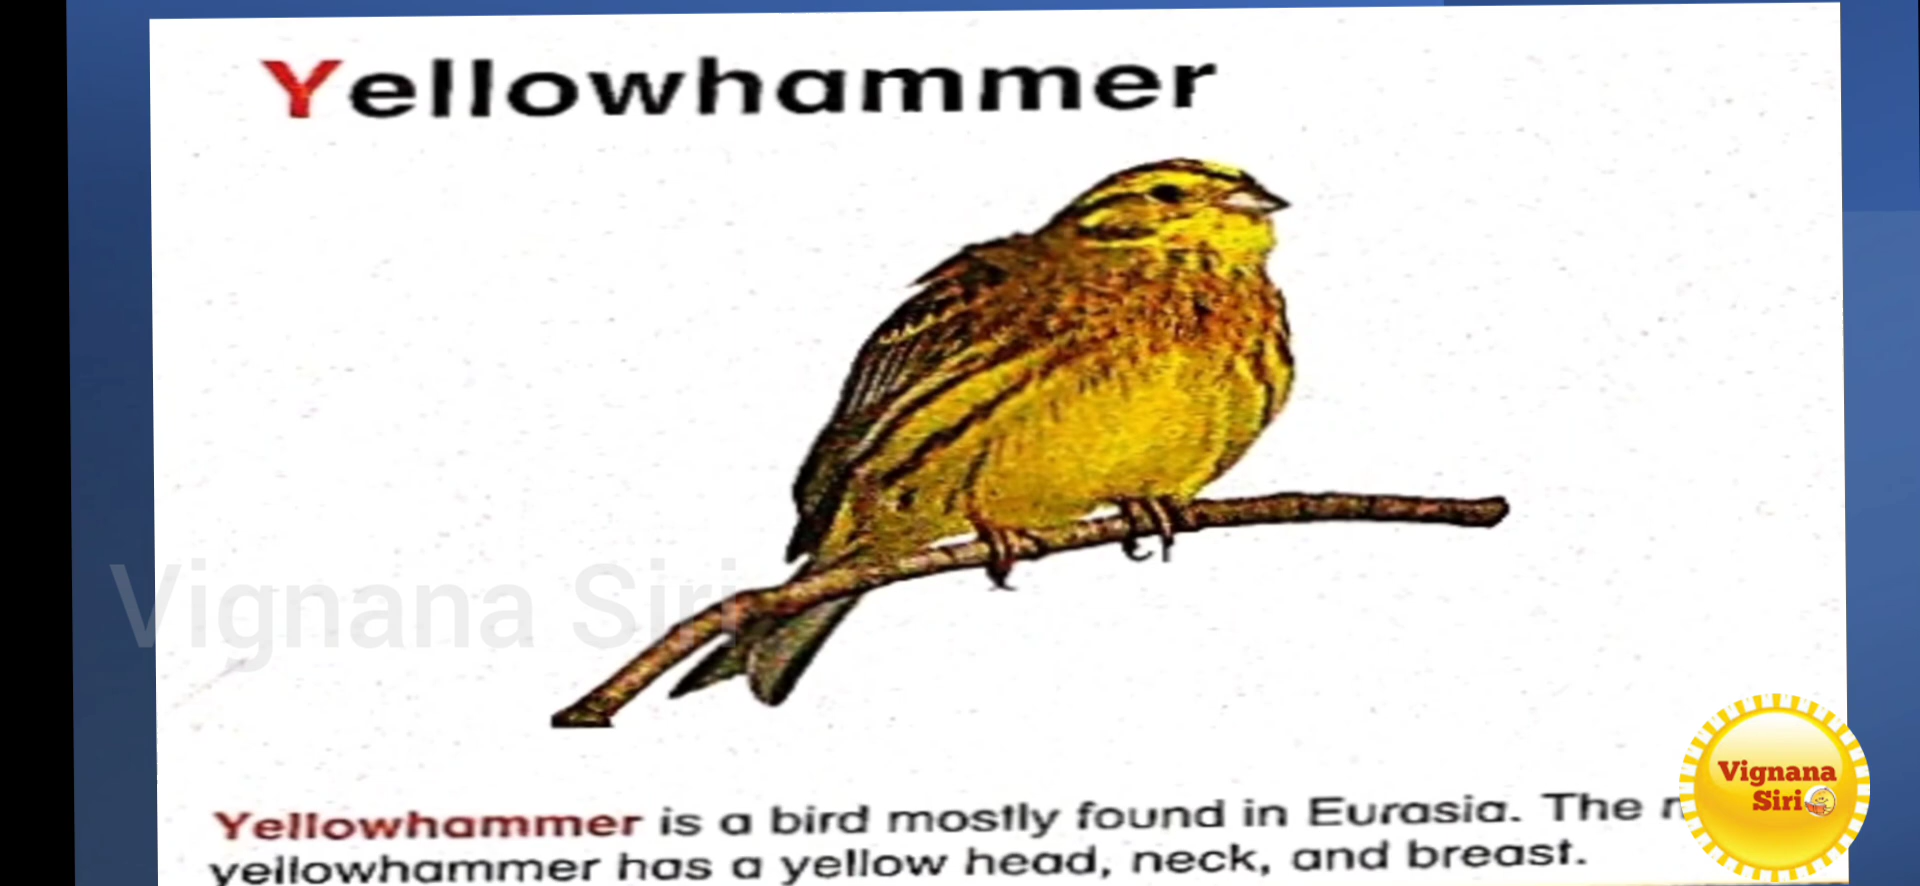 Yellowhammer
Vignana Siri
Yellowhammer is a bird mostly found in Eurasia. The
yellowhammer has a yellow head, neck, and breast.
Vignana
Siri